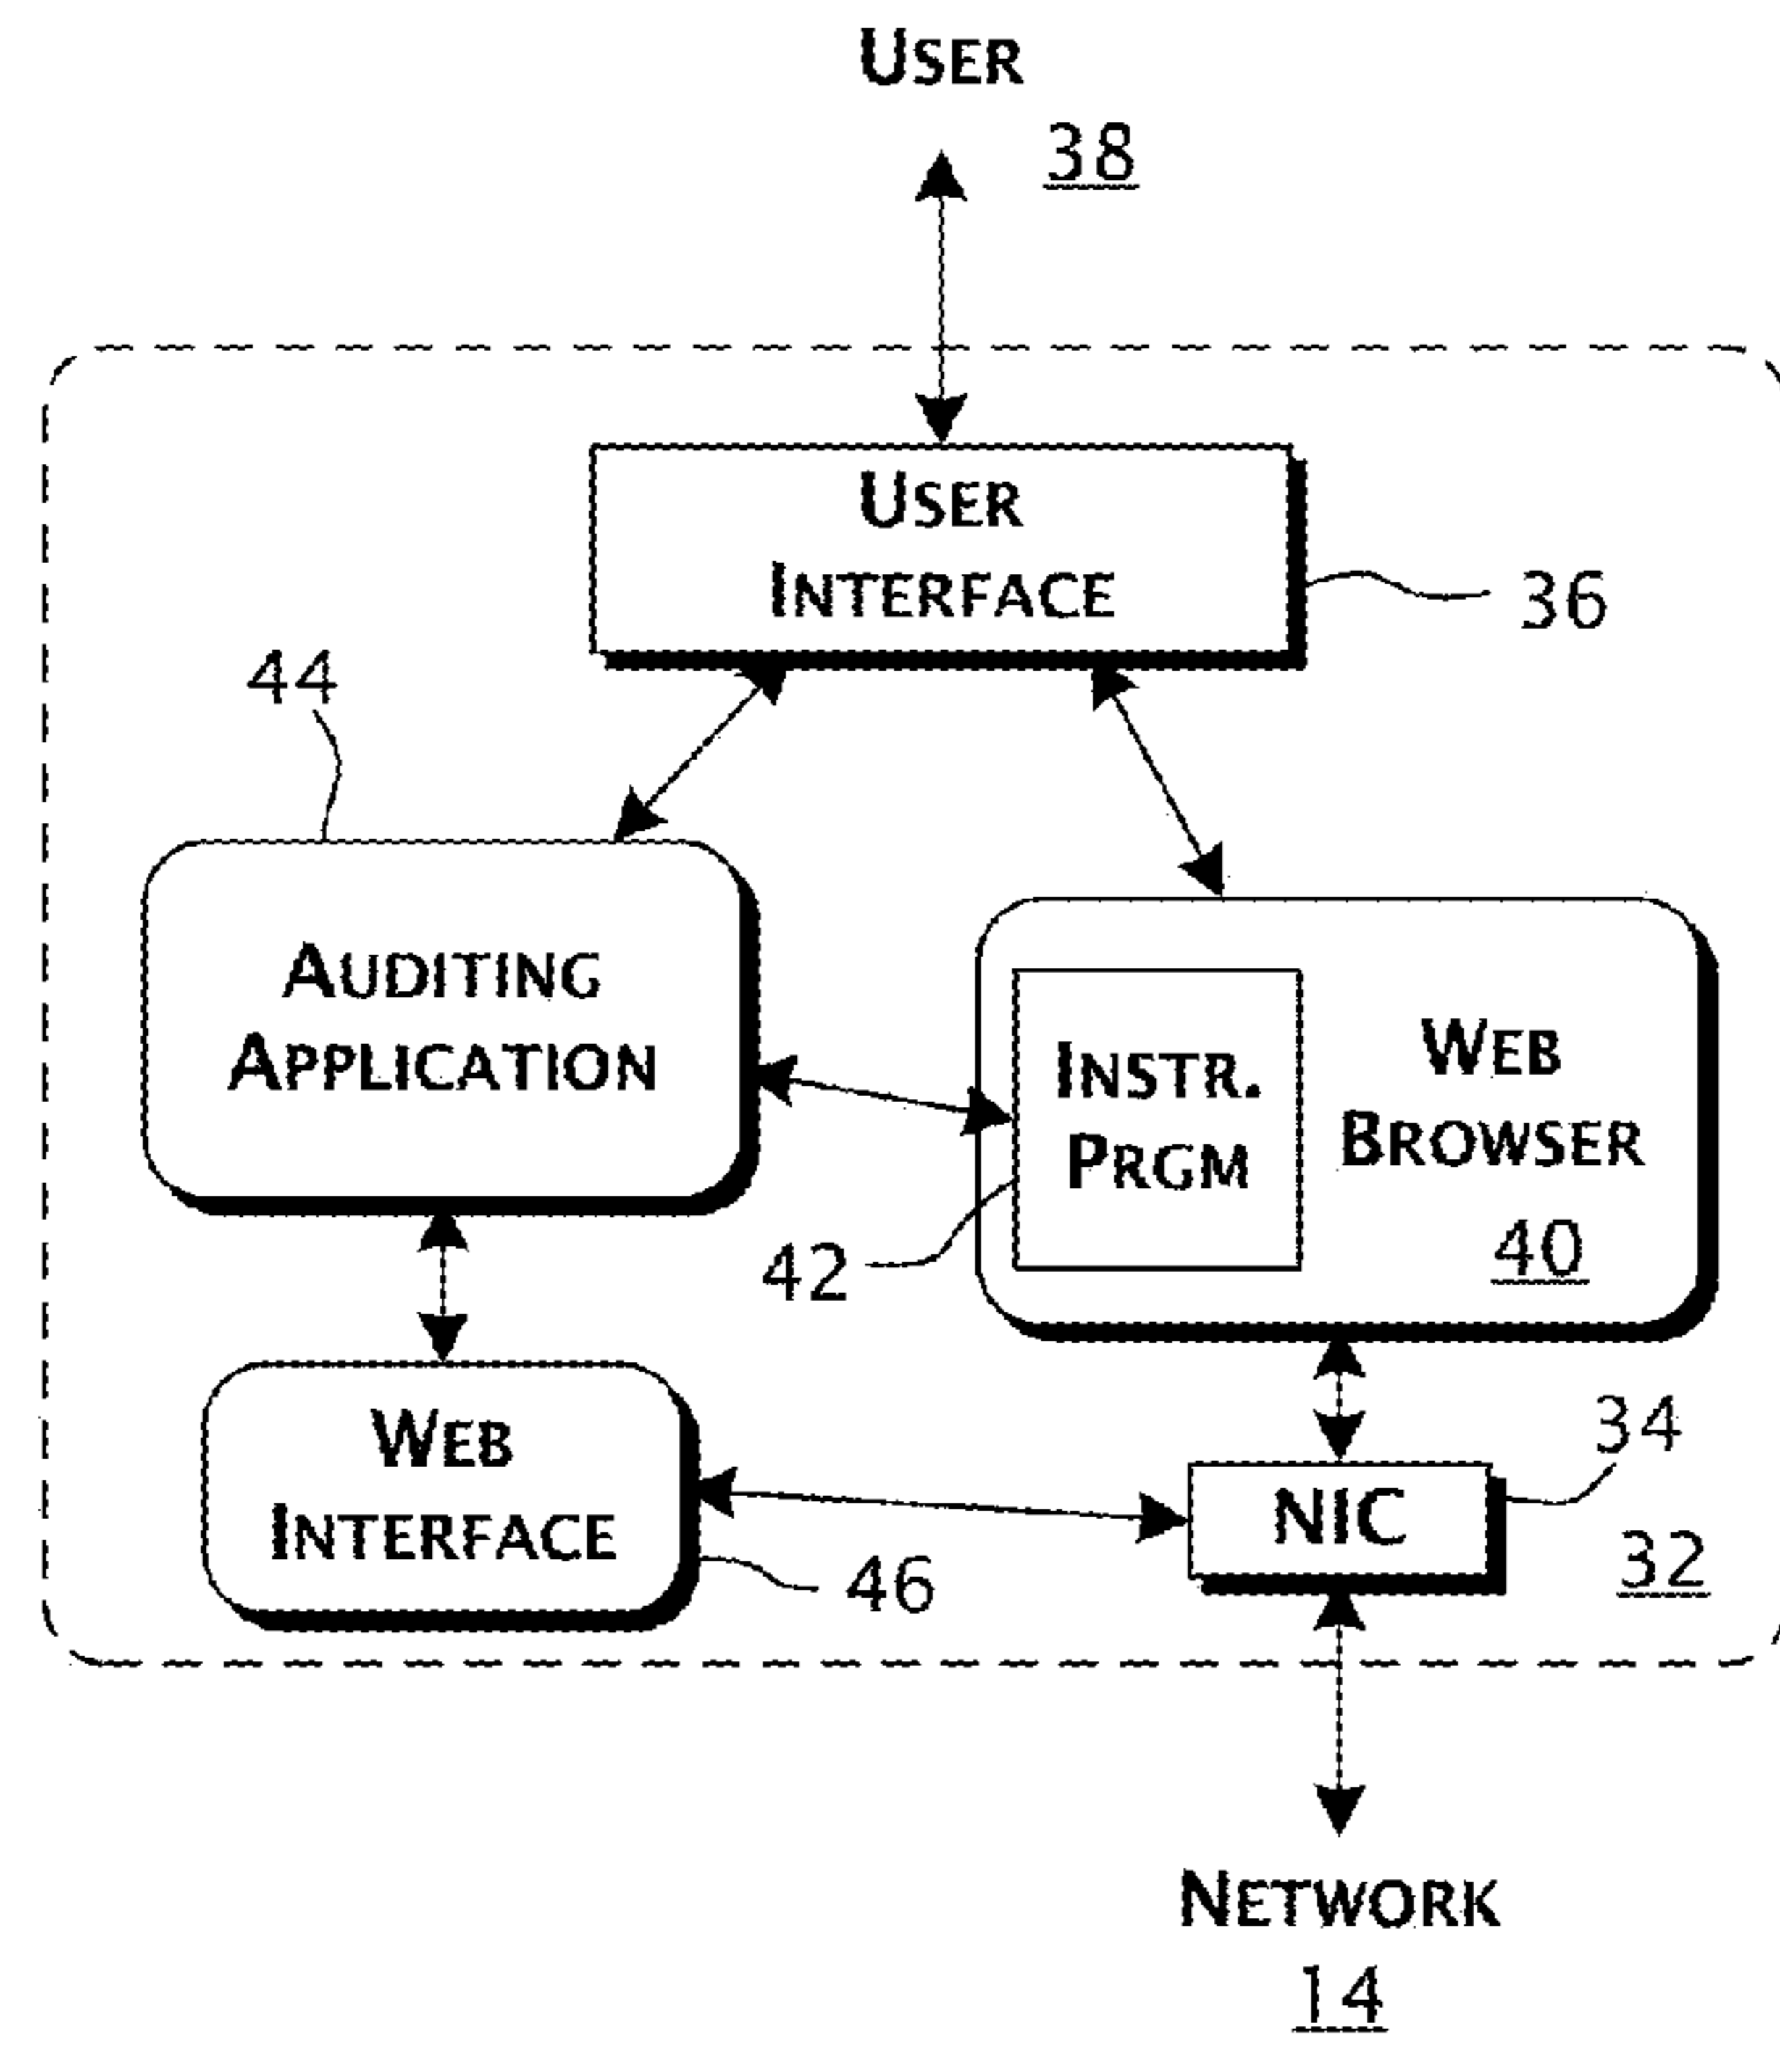 USER
38
USER
INTERFACE
36
44
AUDITING
APPLICATION
INSTR.
PRGM
WEB
BROWSER
40
42
WEB
INTERFACE
46
NIC
34
32
NETWORK
14